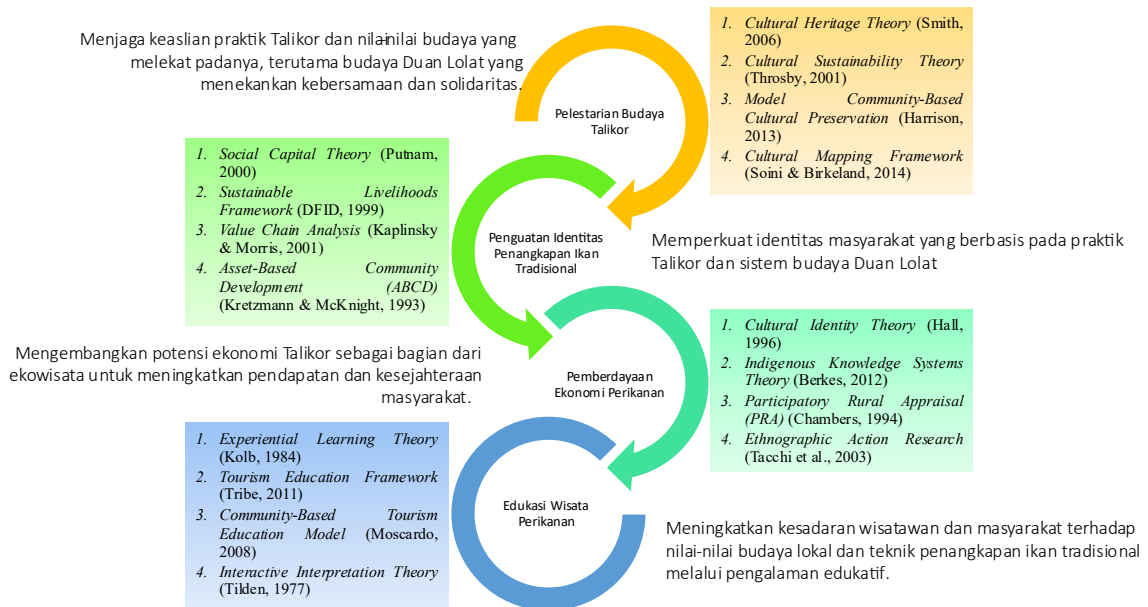 Menjaga keaslian praktik Talikor dan nilai-nilai budaya yang
melekat padanya, terutama budaya Duan Lolat yang
menekankan kebersamaan dan solidaritas.
Pelestarian Budaya
Talikor
1. Cultural Heritage Theory (Smith,
2006)
2. Cultural Sustainability Theory
(Throsby, 2001)
3. Model Community-Based
Cultural Preservation (Harrison,
2013)
4. Cultural Mapping Framework
(Soini & Birkeland, 2014)
1. Social Capital Theory (Putnam,
2000)
2. Sustainable Livelihoods
Framework (DFID, 1999)
3. Value Chain Analysis (Kaplinsky
& Morris, 2001)
4. Asset-Based Community
Development (ABCD)
(Kretzmann & McKnight, 1993)
Penguatan Identitas
Penangkapan Ikan
Tradisional
Memperkuat identitas masyarakat yang berbasis pada praktik
Talikor dan sistem budaya Duan Lolat
Mengembangkan potensi ekonomi Talikor sebagai bagian dari
ekowisata untuk meningkatkan pendapatan dan kesejahteraan
masyarakat.
Pemberdayaan
Ekonomi Perikanan
1. Cultural Identity Theory (Hall,
1996)
2. Indigenous Knowledge Systems
Theory (Berkes, 2012)
3. Participatory Rural Appraisal
(PRA) (Chambers, 1994)
4. Ethnographic Action Research
(Tacchi et al., 2003)
1. Experiential Learning Theory
(Kolb, 1984)
2. Tourism Education Framework
(Tribe, 2011)
3. Community-Based Tourism
Education Model (Moscardo,
2008)
4. Interactive Interpretation Theory
(Tilden, 1977)
Edukasi Wisata
Perikanan
Meningkatkan kesadaran wisatawan dan masyarakat terhadap
nilai-nilai budaya lokal dan teknik penangkapan ikan tradisional
melalui pengalaman edukatif.